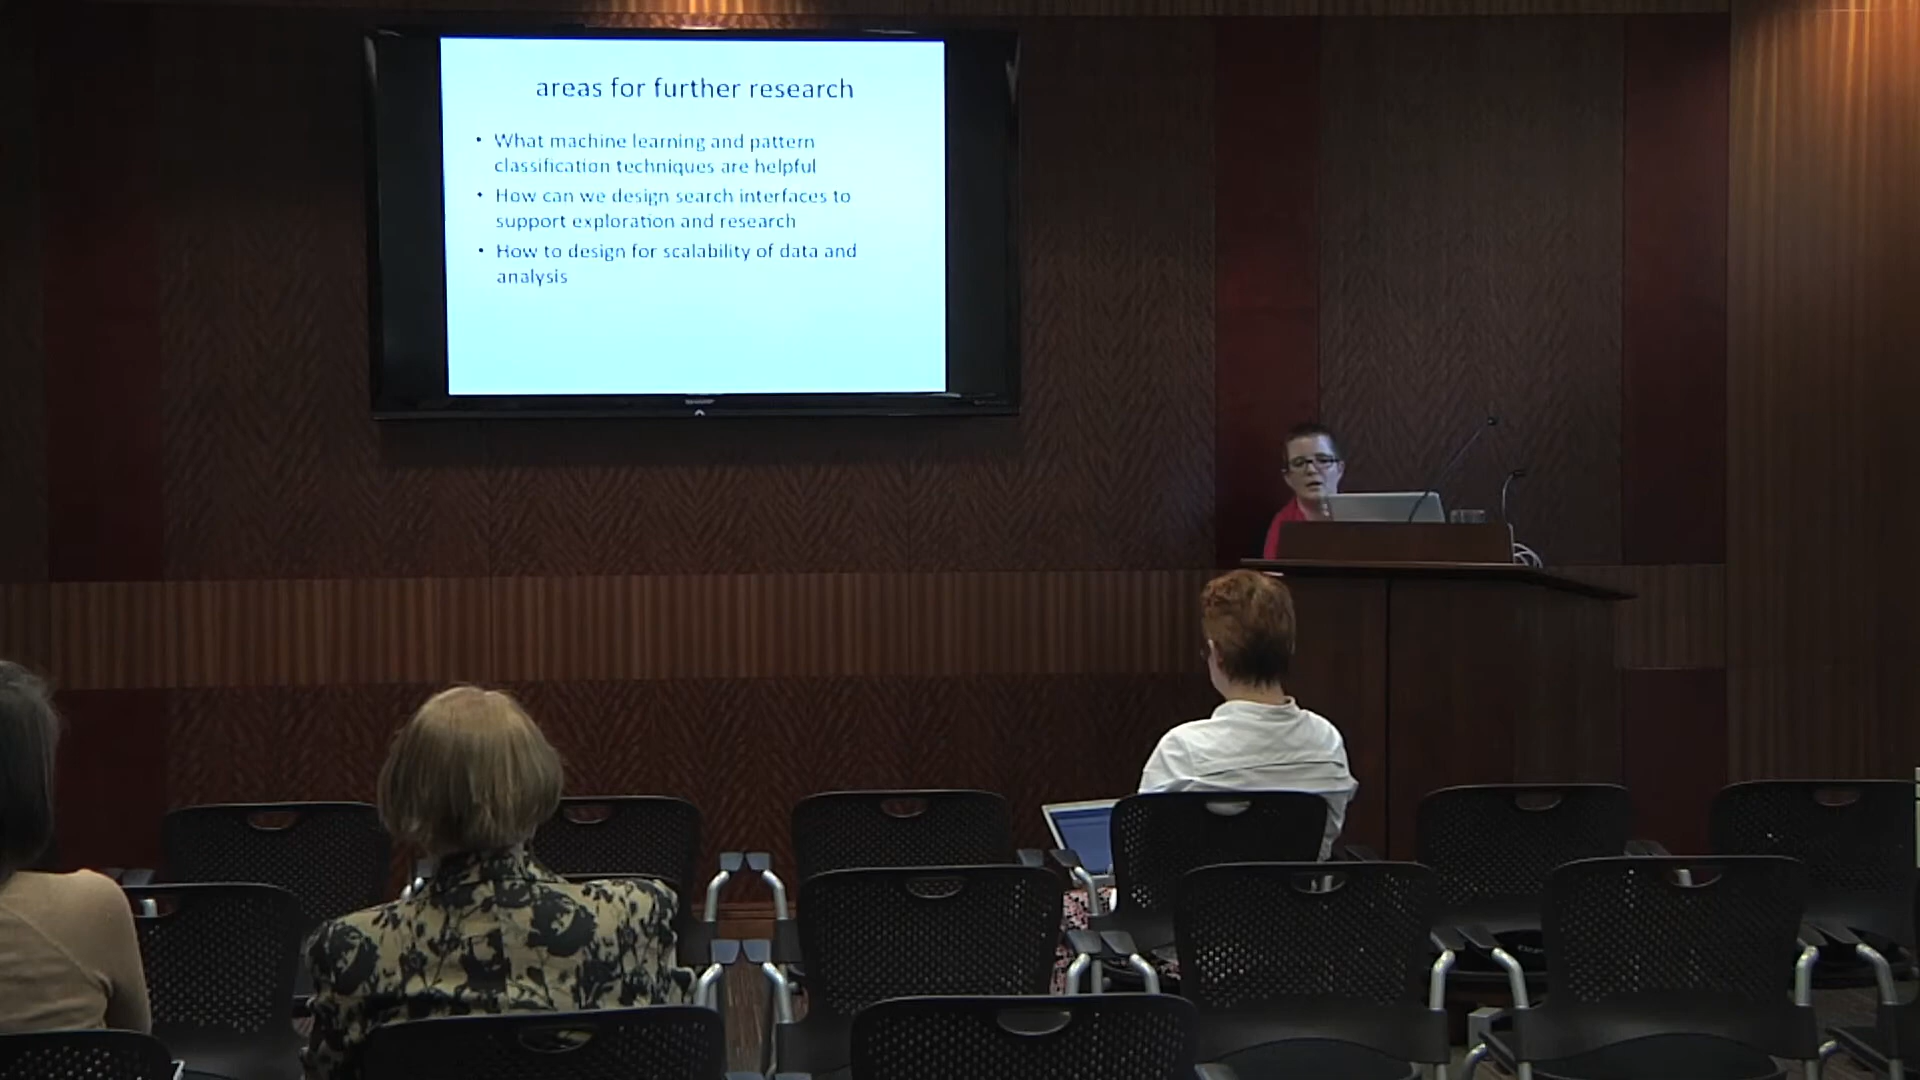 areas for further research
• What machine learning and pattern
classification techniques are helpful
• How can we design search interfaces to
support exploration and research
• How to design for scalability of data and
analysis